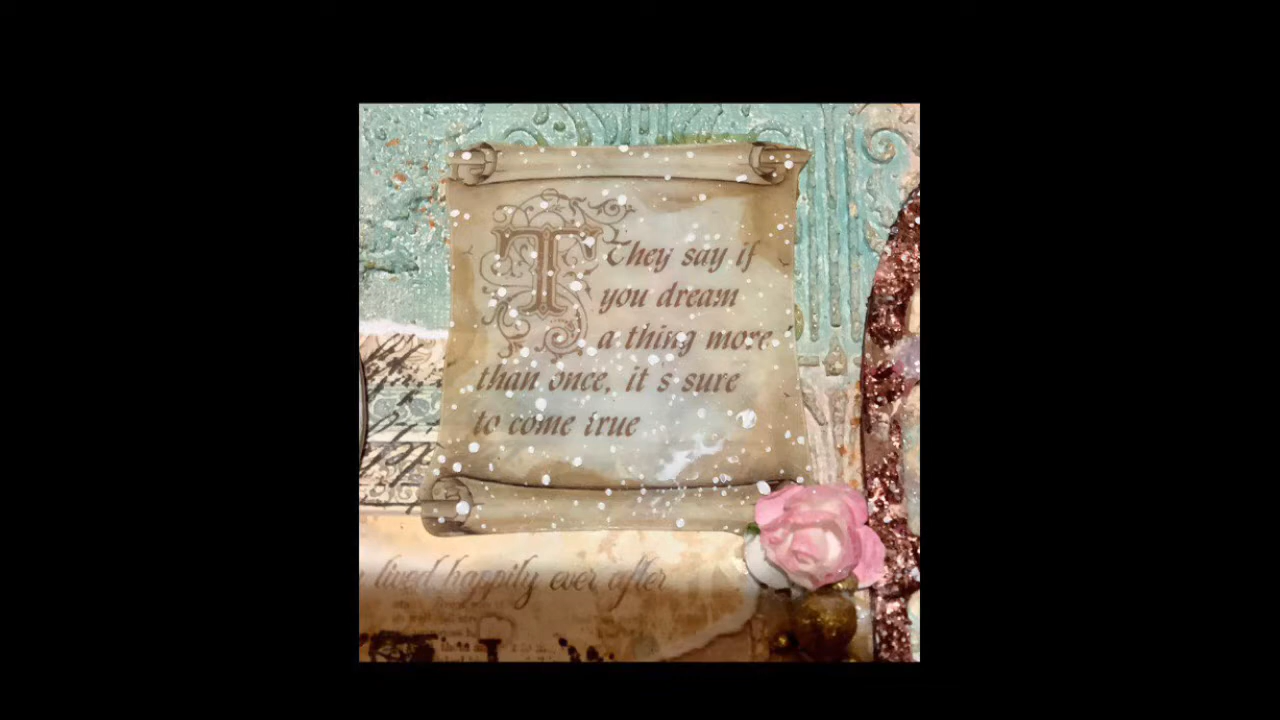 T They say if
you dream
a thing more
than once, it's sure
to come true
lived happily ever after